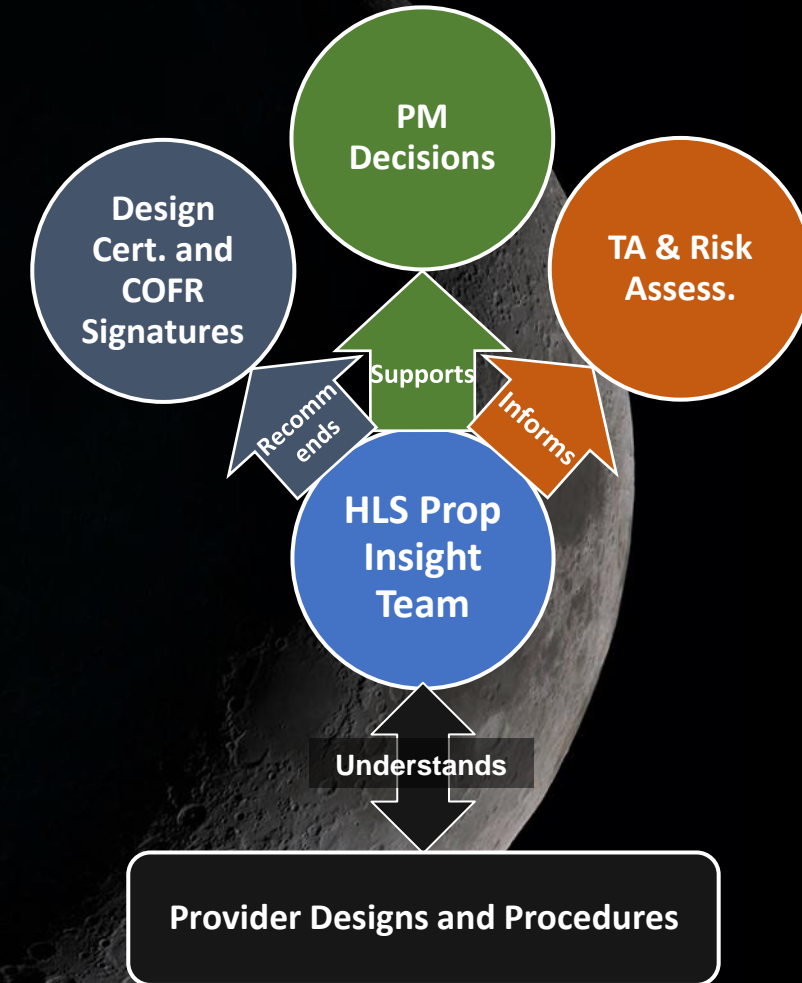 PM
Decisions
Design
Cert. and
COFR
Signatures
TA & Risk
Assess.
Recomm
ends
Supports
Informs
HLS Prop
Insight
Team
Understands
Provider Designs and Procedures